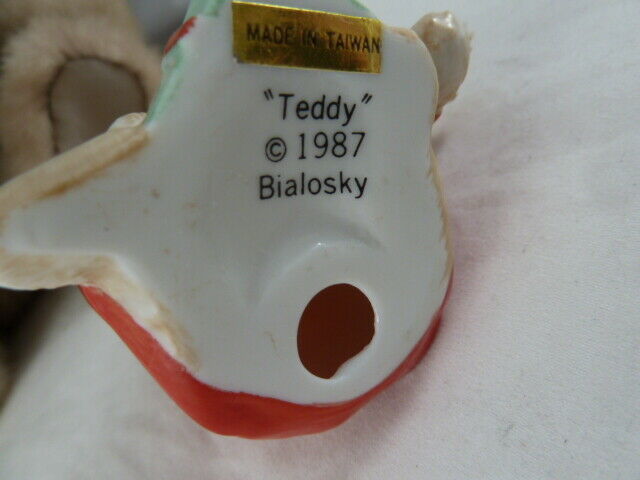 MADE IN TAIWAN
"Teddy"
© 1987
Bialosky